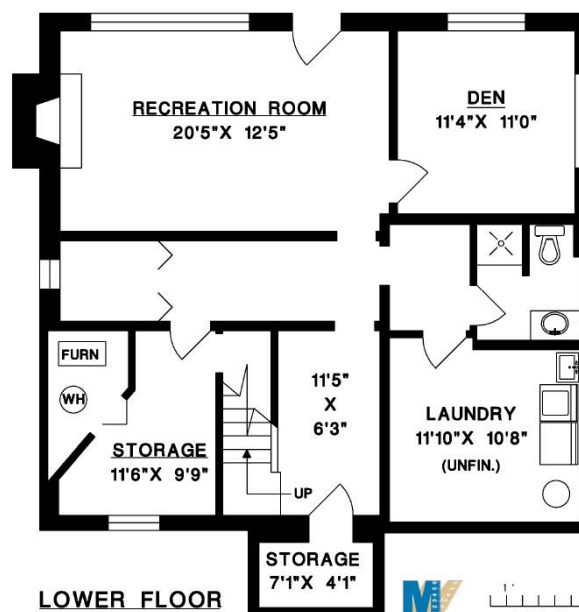 RECREATION ROOM
20'5"X 12'5"
DEN
11'4"X 11'0"
FURN
WH
STORAGE
11'6"X 9'9"
UP
11'5"
X
6'3"
LAUNDRY
11'10"X 10'8"
(UNFIN.)
STORAGE
7'1"X 4'1"
LOWER FLOOR
1'